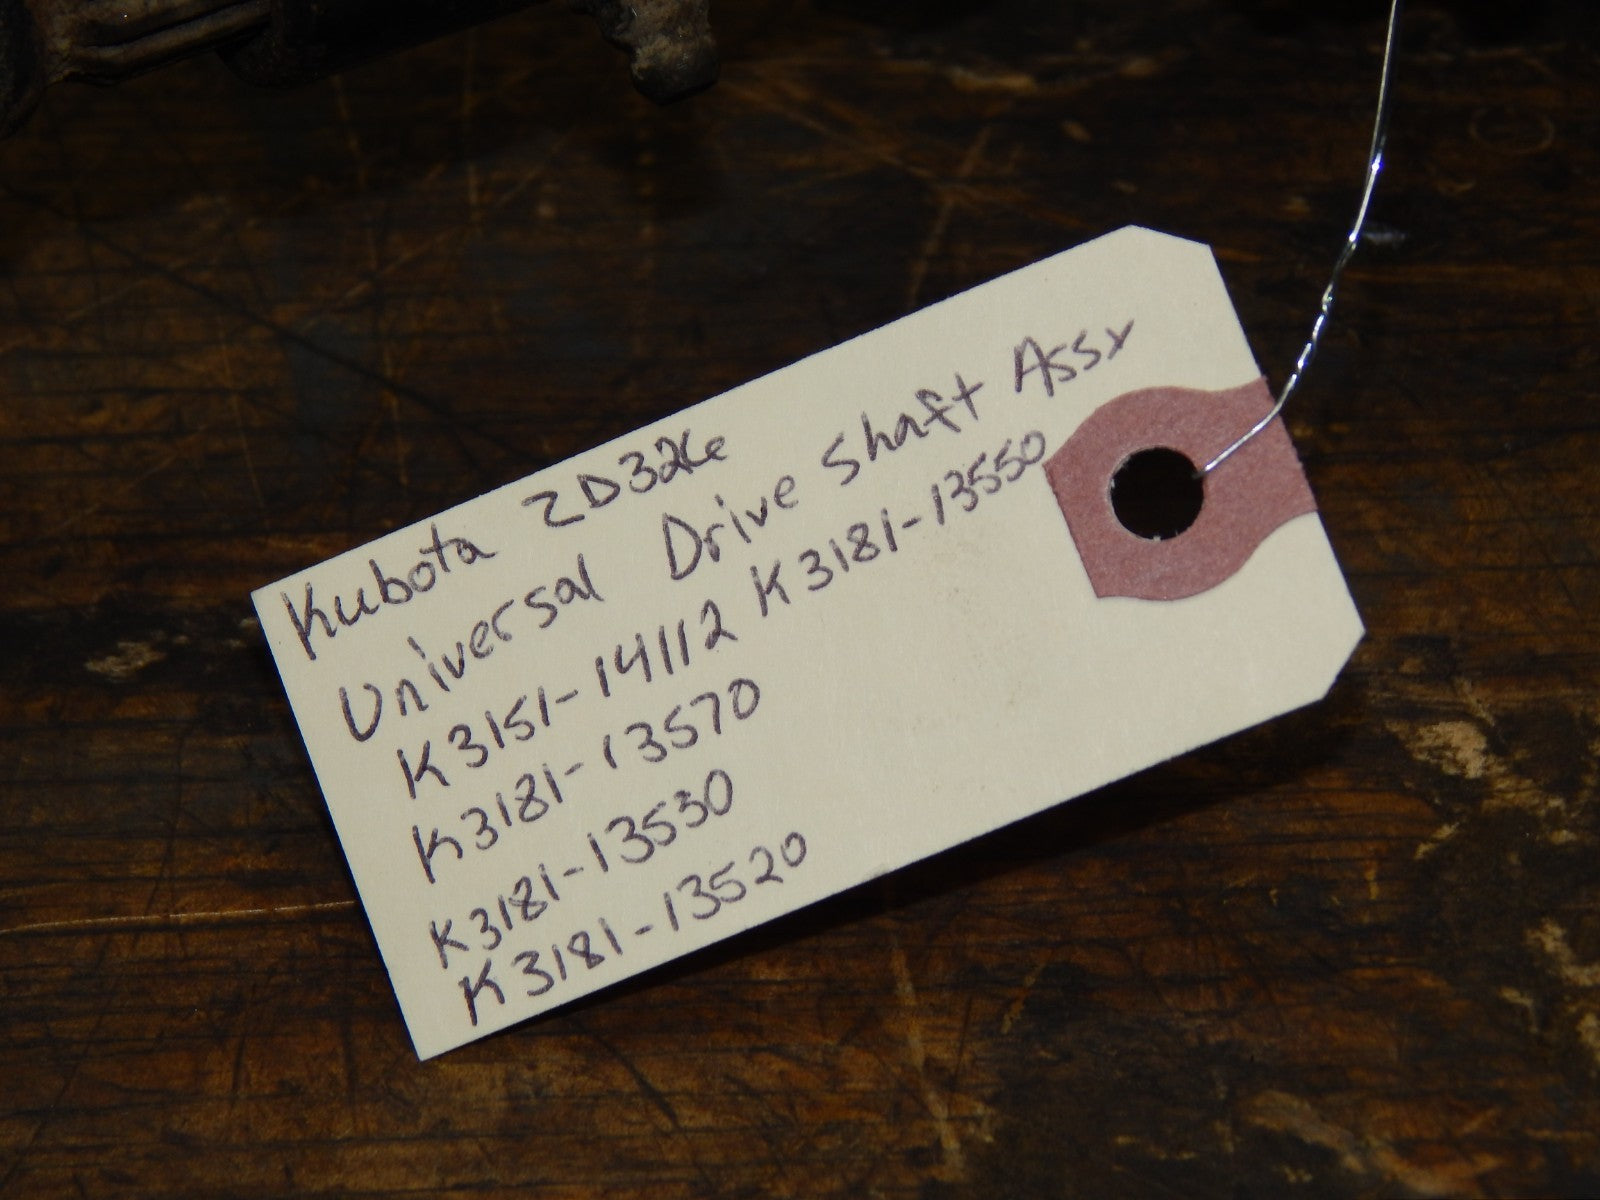 Kubota ZD326
Universal Drive Shaft Assy
K3151-14112 K3181-13550
K3181-13570
K3181-13530
K3181-13520